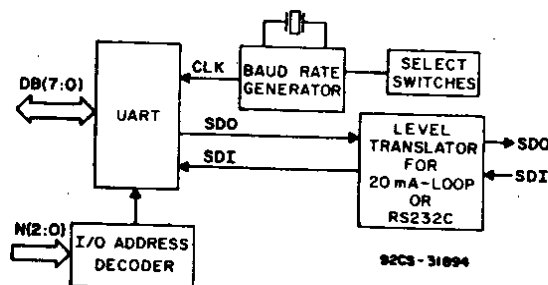 CLK
BAUD RATE
GENERATOR
SELECT
SWITCHES
DB(7:0)
UART
SDO
SDI
LEVEL
TRANSLATOR
FOR
20 mA-LOOP
OR
RS232C
SDO
SDI
N(2:0)
I/O ADDRESS
DECODER
92CS-31894